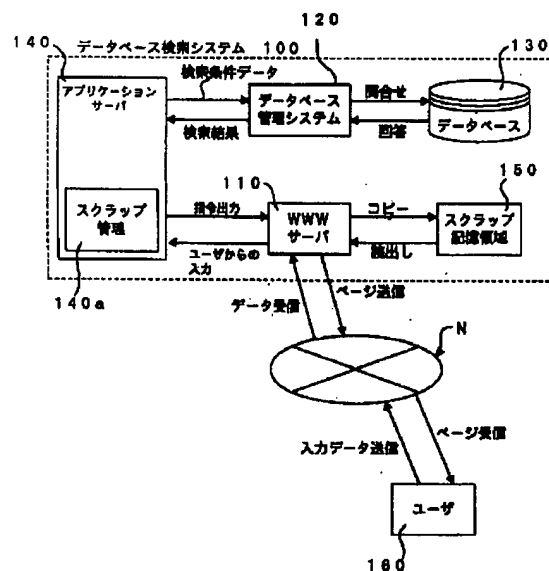 120
140
データベース検索システム 100
130
検索条件データ
アプリケーション
サーバ
データベース
管理システム
問合せ
データベース
検索結果
回答
110
150
スクラップ
管理
指令出力
WWW
サーバ
コピー
スクラップ
記憶領域
ユーザからの
入力
読出し
140a
データ受信
ページ送信
N
入力データ送信
ページ受信
ユーザ
160